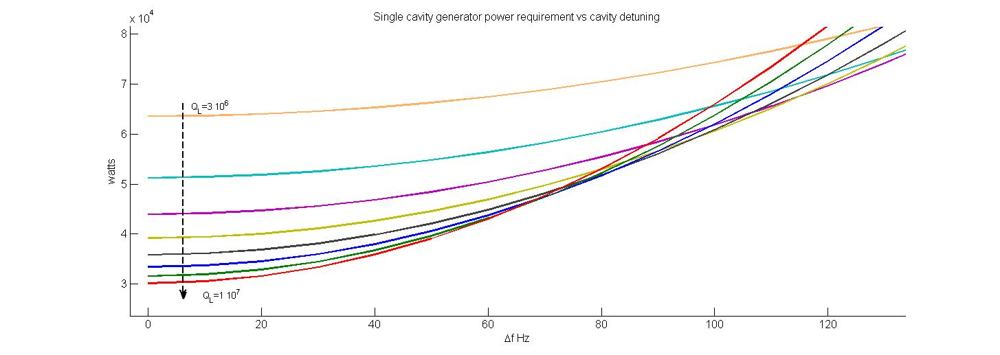 Single cavity generator power requirement vs cavity detuning
x 10^4
8
7
6
5
4
3
watts
Q_L=3 10^6
Q_L=1 10^7
0 20 40 60 80 100 120
Δf Hz